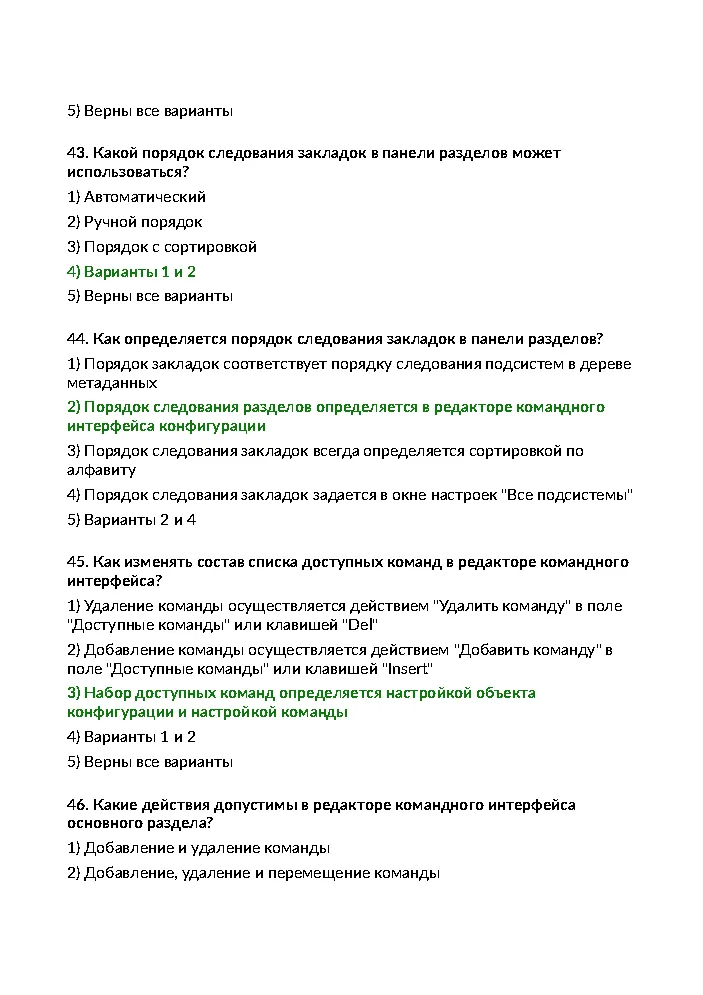 5) Верны все варианты
43. Какой порядок следования закладок в панели разделов может
использоваться?
1) Автоматический
2) Ручной порядок
3) Порядок с сортировкой
4) Варианты 1 и 2
5) Верны все варианты
44. Как определяется порядок следования закладок в панели разделов?
1) Порядок закладок соответствует порядку следования подсистем в дереве
метаданных
2) Порядок следования разделов определяется в редакторе командного
интерфейса конфигурации
3) Порядок следования закладок всегда определяется сортировкой по
алфавиту
4) Порядок следования закладок задается в окне настроек "Все подсистемы"
5) Варианты 2 и 4
45. Как изменять состав списка доступных команд в редакторе командного
интерфейса?
1) Удаление команды осуществляется действием "Удалить команду" в поле
"Доступные команды" или клавишей "Del"
2) Добавление команды осуществляется действием "Добавить команду" в
поле "Доступные команды" или клавишей "Insert"
3) Набор доступных команд определяется настройкой объекта
конфигурации и настройкой команды
4) Варианты 1 и 2
5) Верны все варианты
46. Какие действия допустимы в редакторе командного интерфейса
основного раздела?
1) Добавление и удаление команды
2) Добавление, удаление и перемещение команды